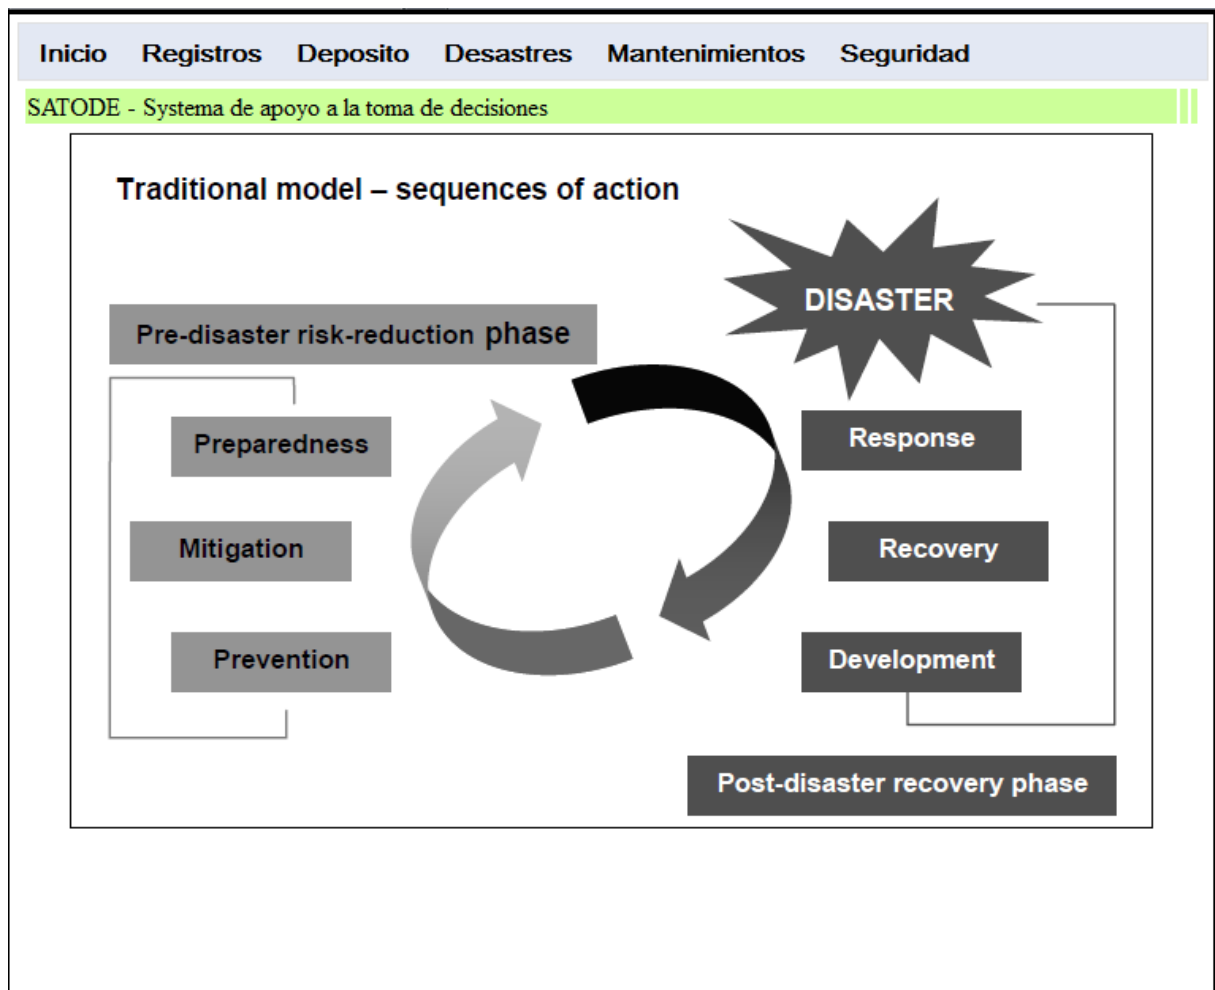 Inicio Registros Deposito Desastres Mantenimientos Seguridad
SATODE - Systema de apoyo a la toma de decisiones
Traditional model – sequences of action
DISASTER
Pre-disaster risk-reduction phase
Preparedness
Response
Mitigation
Recovery
Prevention
Development
Post-disaster recovery phase